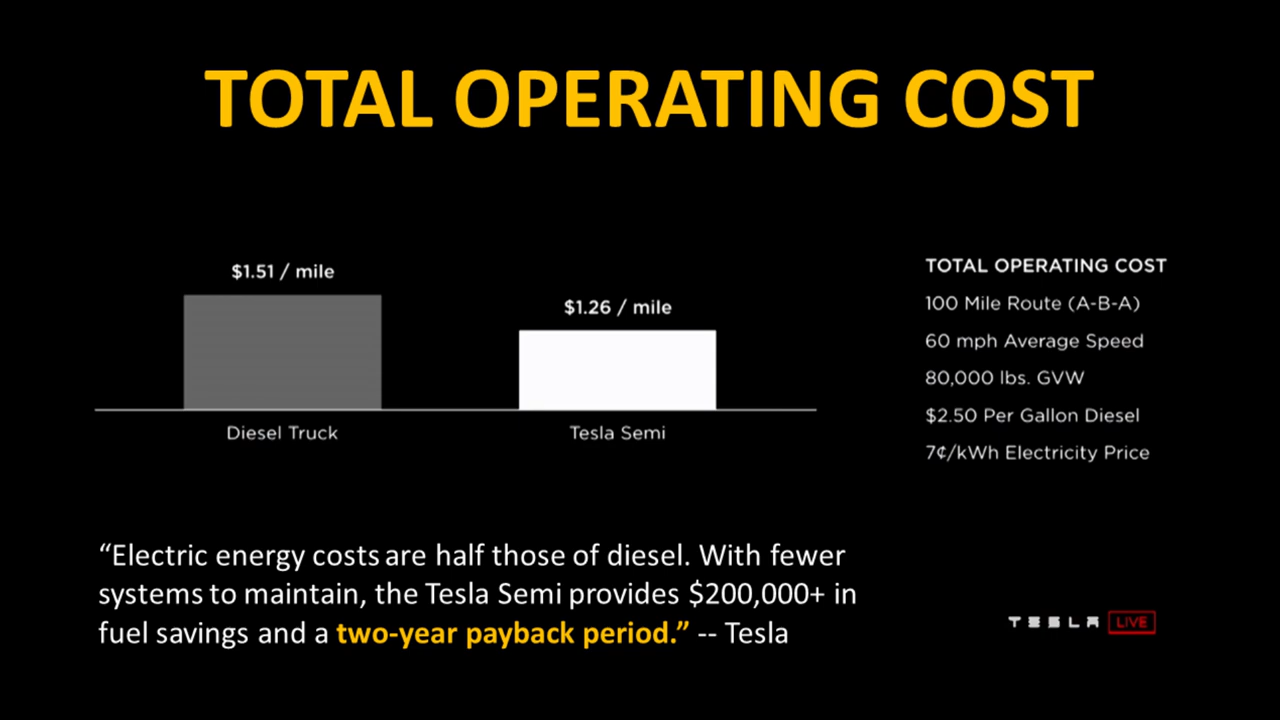 TOTAL OPERATING COST
$1.51 / mile
$1.26 / mile
Diesel Truck
Tesla Semi
TOTAL OPERATING COST
100 Mile Route (A-B-A)
60 mph Average Speed
80,000 lbs. GVW
$2.50 Per Gallon Diesel
7¢/kWh Electricity Price
“Electric energy costs are half those of diesel. With fewer
systems to maintain, the Tesla Semi provides $200,000+ in
fuel savings and a two-year payback period.” -- Tesla
TESLA LIVE